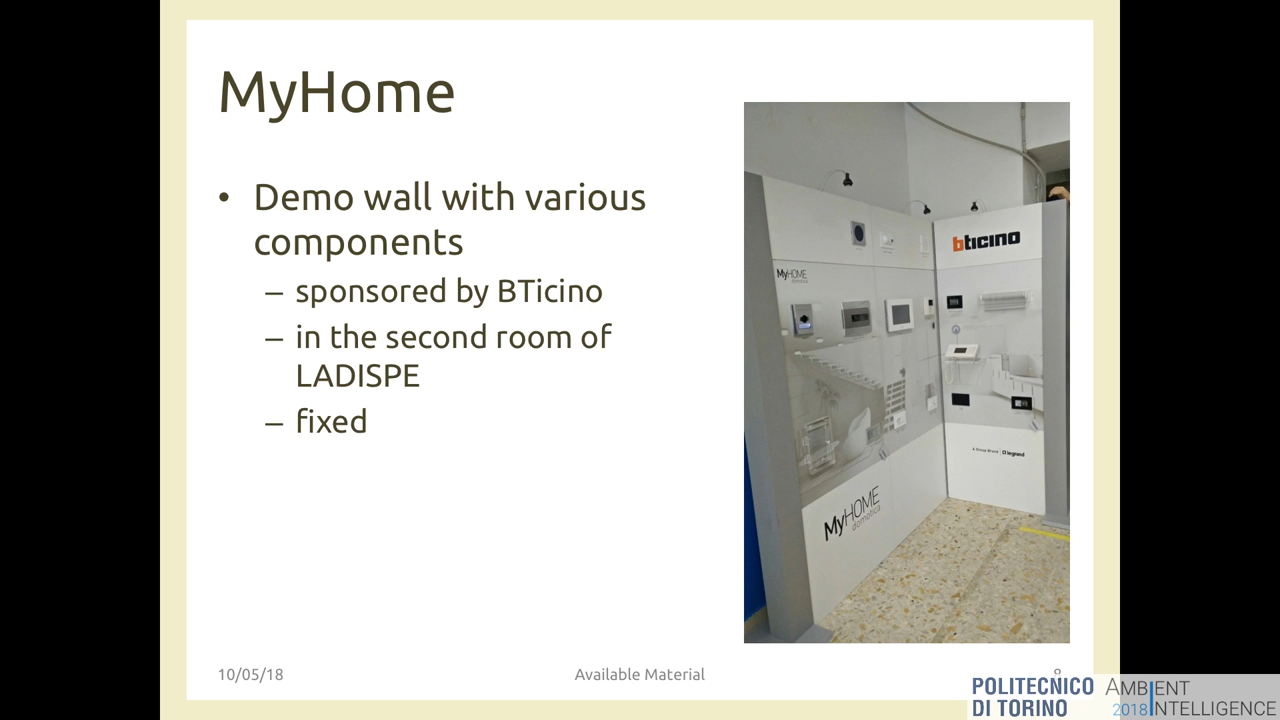 MyHome
• Demo wall with various
components
– sponsored by BTicino
– in the second room of
LADISPE
– fixed
bticino
MyHOME
domotica
legrand
MyHOME
domotica
10/05/18
Available Material
POLITECNICO
DI TORINO
AMBIENT
2018 INTELLIGENCE